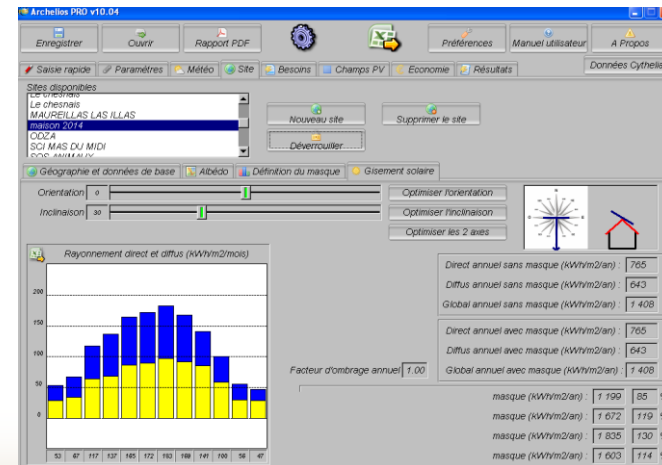 Archelios PRO v10.04
Enregistrer Ouvrir Rapport PDF Préférences Manuel utilisateur A Propos
Saisie rapide Paramètres Météo Site Besoins Champs PV Economie Résultats Données Cythelia
Sites disponibles
Le chesnais
Le chesnais
MAUREILLAS LAS ILLAS
maison 2014
ODZA
SCI MAS DU MIDI
SOS ANIMAUX
Nouveau site Supprimer le site
Déverrouiller
Géographie et données de base Albédo Définition du masque Gisement solaire
Orientation 0 Optimiser l'orientation
Inclinaison 30 Optimiser l'inclinaison
Optimiser les 2 axes
Rayonnement direct et diffus (kWh/m2/mois)
200
150
100
50
0
53 67 117 137 165 172 183 168 141 100 56 47
Direct annuel sans masque (kWh/m2/an) : 765
Diffus annuel sans masque (kWh/m2/an) : 643
Global annuel sans masque (kWh/m2/an) : 1 408
Direct annuel avec masque (kWh/m2/an) : 765
Diffus annuel avec masque (kWh/m2/an) : 643
Facteur d'ombrage annuel 1.00 Global annuel avec masque (kWh/m2/an) : 1 408
masque (kWh/m2/an) : 1 199 85
masque (kWh/m2/an) : 1 672 119
masque (kWh/m2/an) : 1 835 130
masque (kWh/m2/an) : 1 603 114